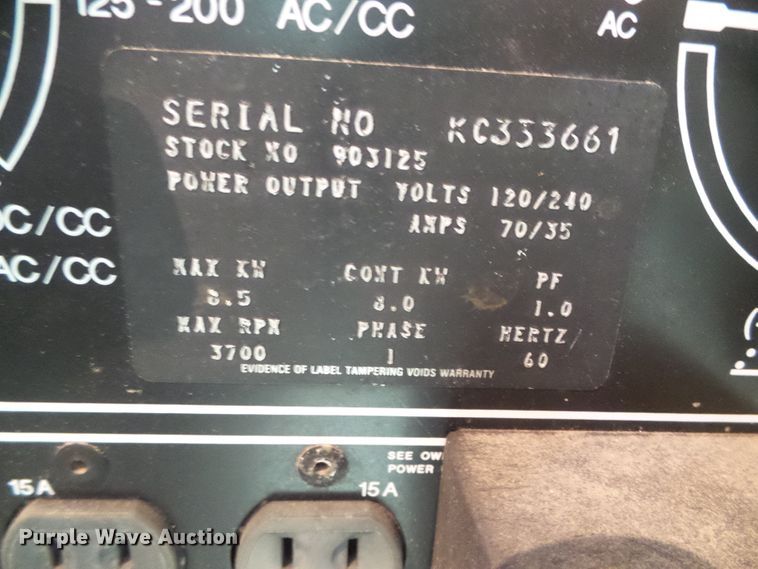 125-200 AC/CC
AC
SERIAL NO KC353661
STOCK NO 903125
POWER OUTPUT VOLTS 120/240
AMPS 70/35
DC/CC
AC/CC
MAX KW CONT KW PF
8.5 8.0 1.0
MAX RPM PHASE HERTZ
3700 1 60
EVIDENCE OF LABEL TAMPERING VOIDS WARRANTY
SEE
POWER
15A 15A
Purple Wave Auction